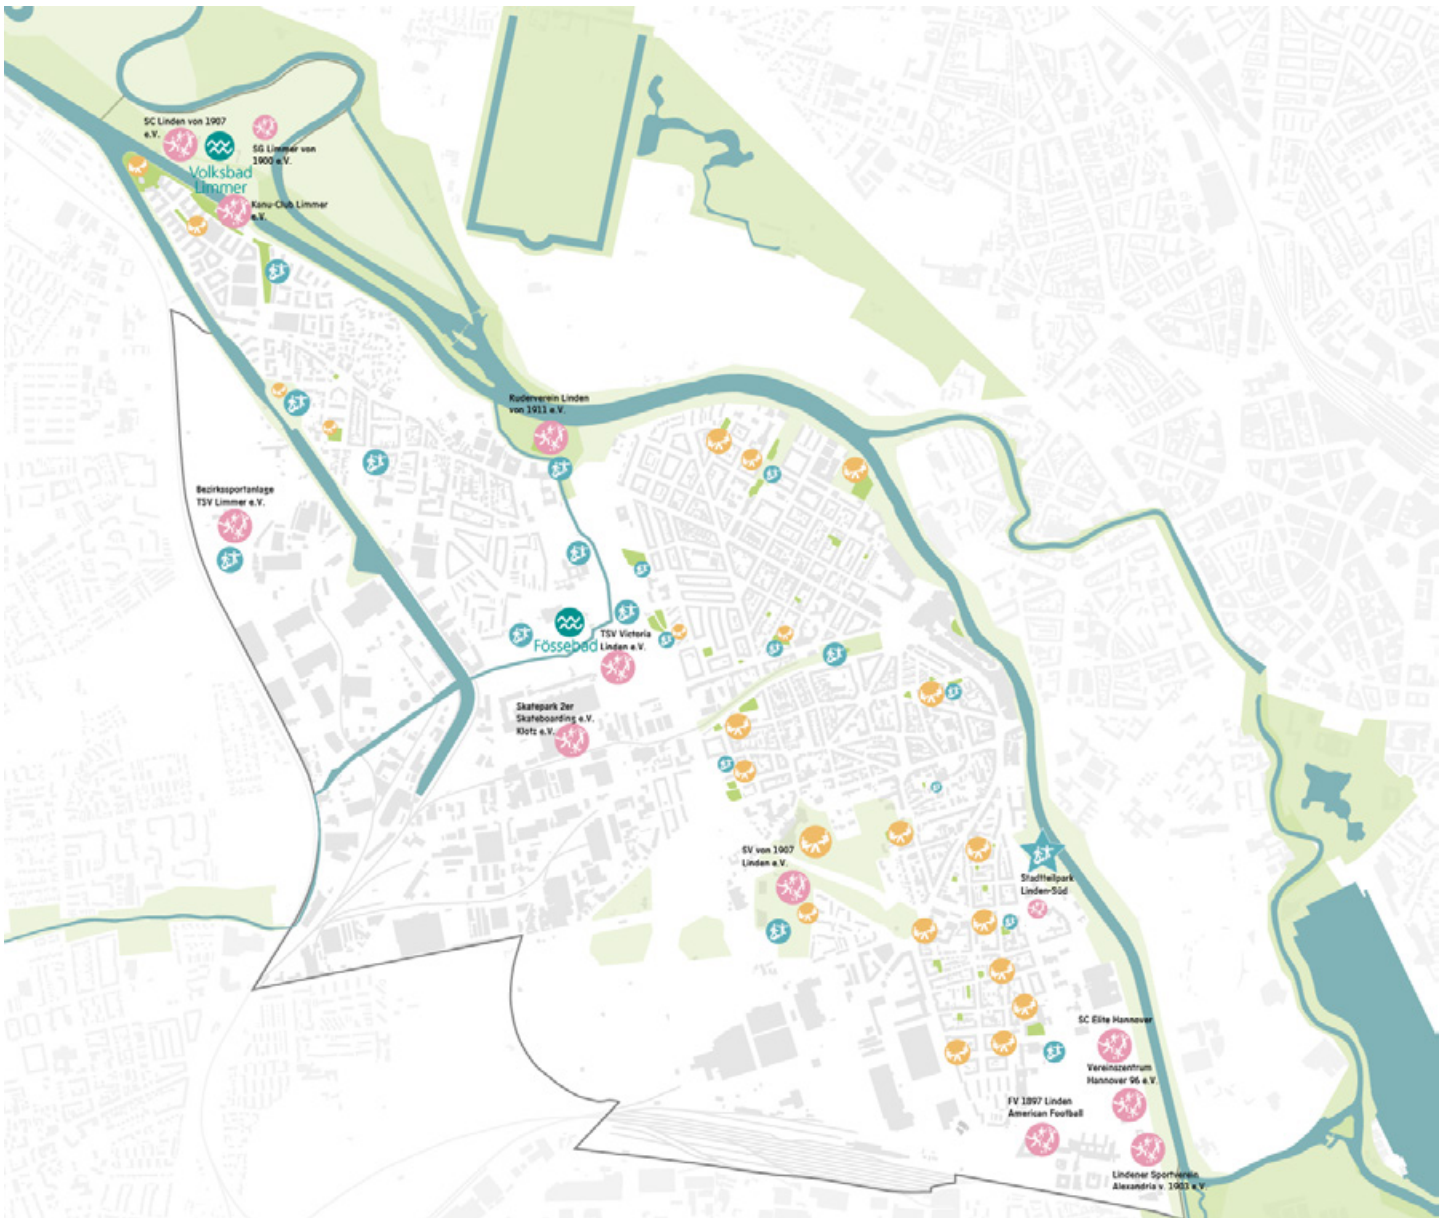 SC Linden von 1907
e.V.
SG Limmer von
1900 e.V.
Volksbad
Limmer
Kanu-Club Limmer
e.V.
Ruderverein Linden
von 1911 e.V.
Bezirkssportanlage
TSV Limmer e.V.
Fössebad
TSV Victoria
Linden e.V.
Skatepark 2er
Skateboarding e.V.
Klotz e.V.
SV von 1907
Linden e.V.
Stadtteilpark
Linden-Süd
SC Elite Hannover
Vereinszentrum
Hannover 96 e.V.
FV 1897 Linden
American Football
Lindener Sportverein
Alexandria v. 1903 e.V.